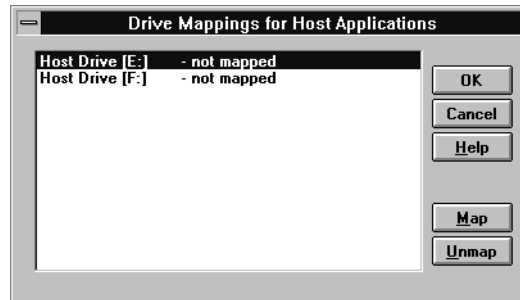 Drive Mappings for Host Applications
Host Drive [E:] - not mapped
Host Drive [F:] - not mapped
OK
Cancel
Help
Map
Unmap